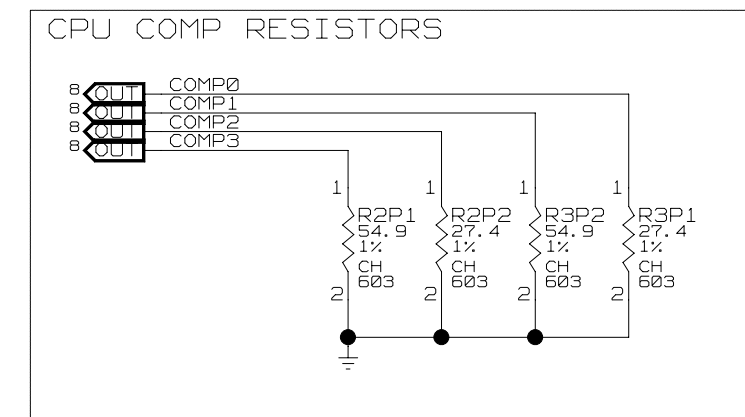 CPU COMP RESISTORS
8 OUT COMP0
8 OUT COMP1
8 OUT COMP2
8 OUT COMP3
1 1 1 1
R2P1 R2P2 R3P2 R3P1
54.9 27.4 54.9 27.4
1% 1% 1% 1%
CH CH CH CH
603 603 603 603
2 2 2 2